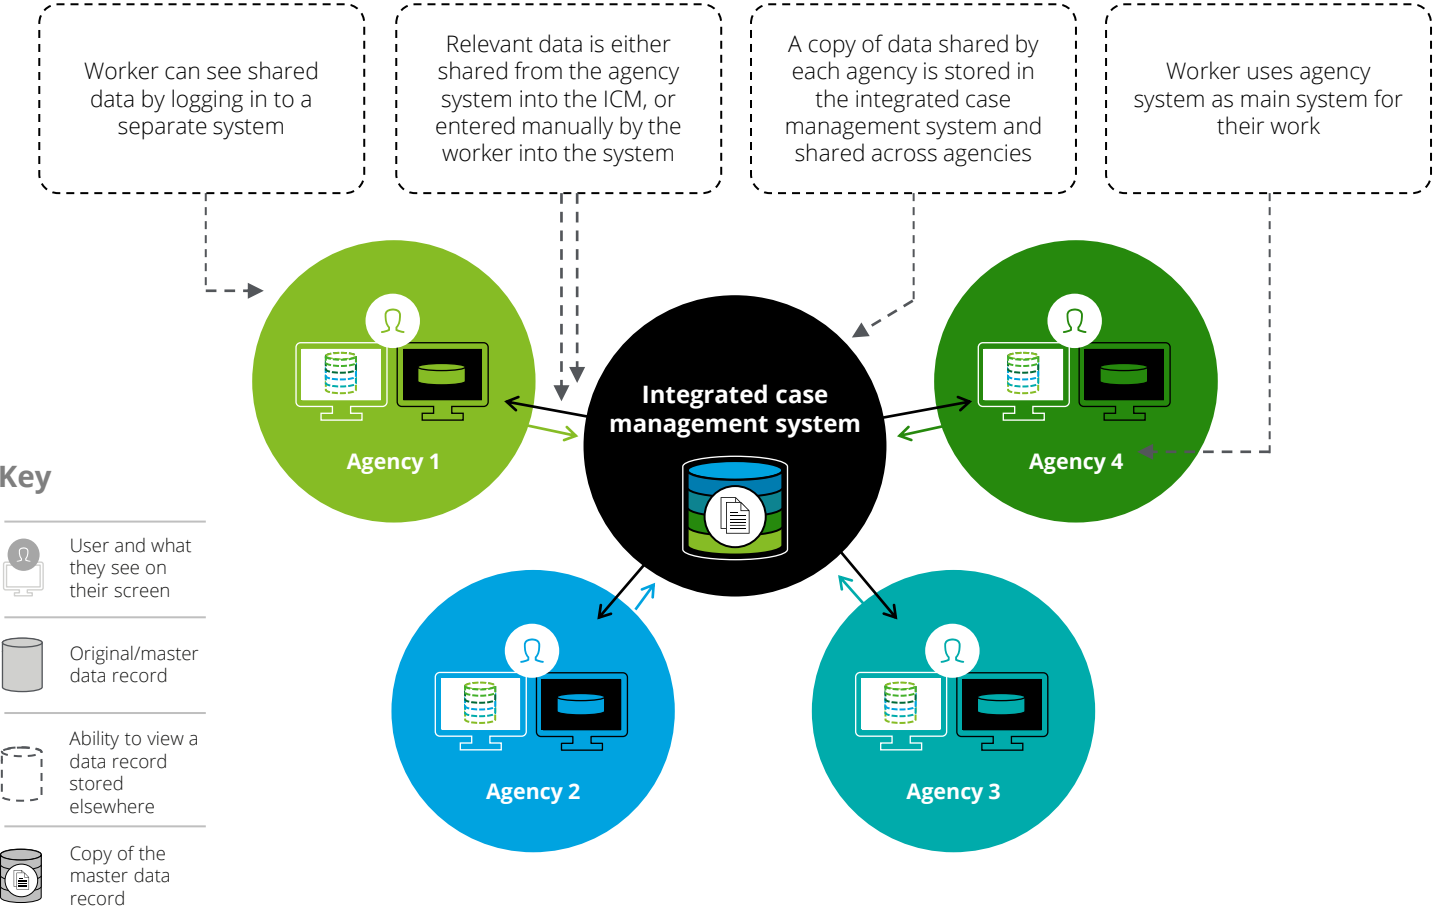 Worker can see shared
data by logging in to a
separate system
Relevant data is either
shared from the agency
system into the ICM, or
entered manually by the
worker into the system
A copy of data shared by
each agency is stored in
the integrated case
management system and
shared across agencies
Worker uses agency
system as main system for
their work
Integrated case
management system
Agency 1
Agency 4
Agency 2
Agency 3
Key
User and what
they see on
their screen
Original/master
data record
Ability to view a
data record
stored
elsewhere
Copy of the
master data
record